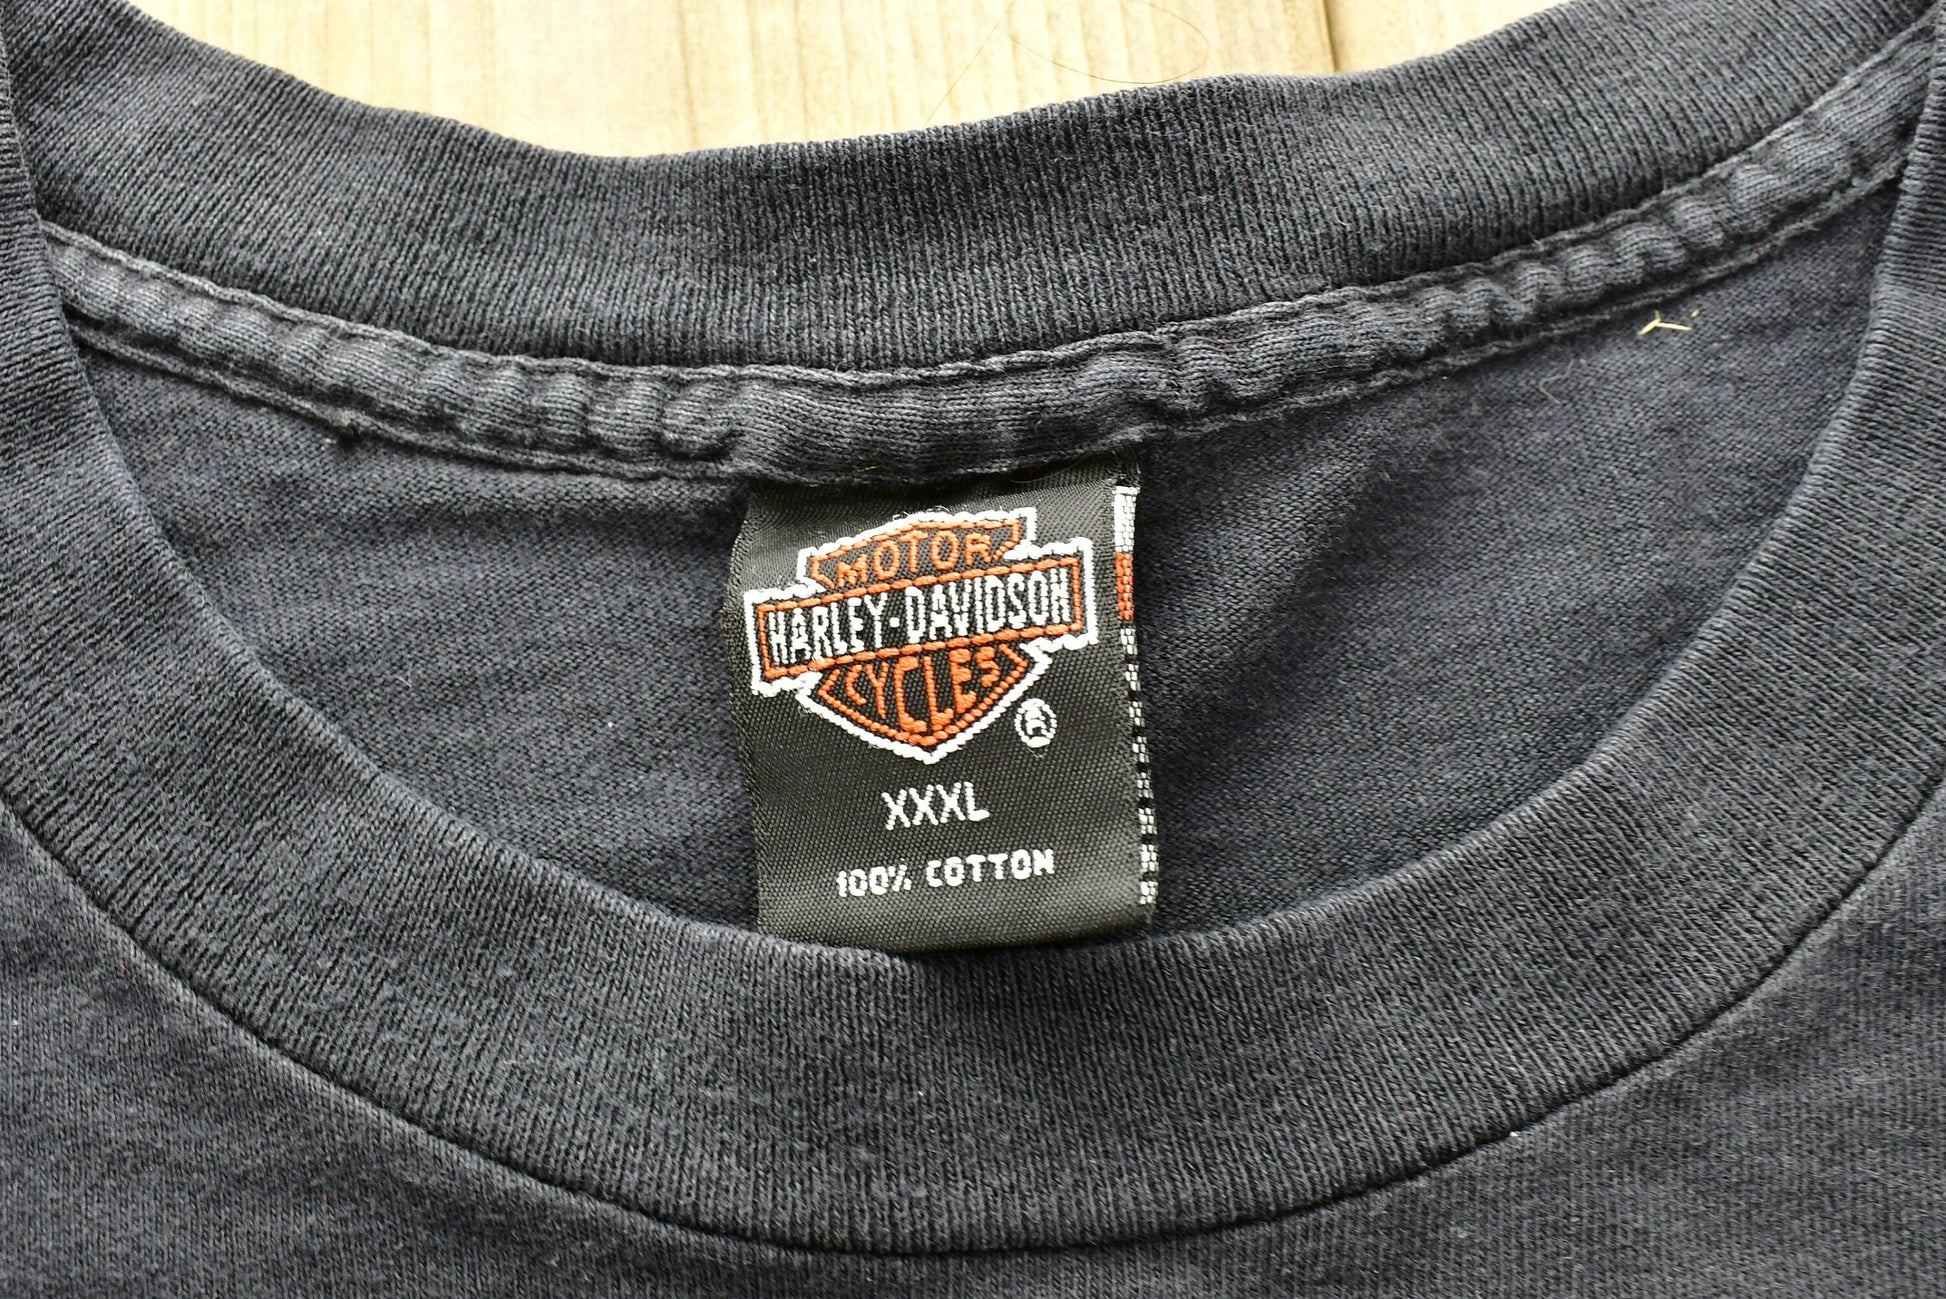 MOTOR
HARLEY-DAVIDSON
CYCLES
®
XXXL
100% COTTON